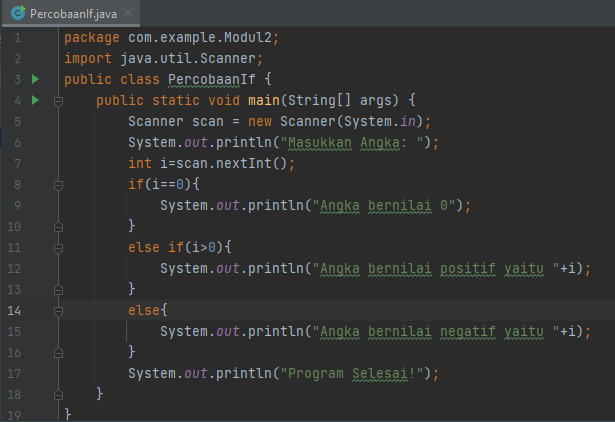 PercobaanIf.java
1 package com.example.Modul2;
2 import java.util.Scanner;
3 public class PercobaanIf {
4 public static void main(String[] args) {
5 Scanner scan = new Scanner(System.in);
6 System.out.println("Masukkan Angka: ");
7 int i=scan.nextInt();
8 if(i==0){
9 System.out.println("Angka bernilai 0");
10 }
11 else if(i>0){
12 System.out.println("Angka bernilai positif yaitu "+i);
13 }
14 else{
15 System.out.println("Angka bernilai negatif yaitu "+i);
16 }
17 System.out.println("Program Selesai!");
18 }
19 }